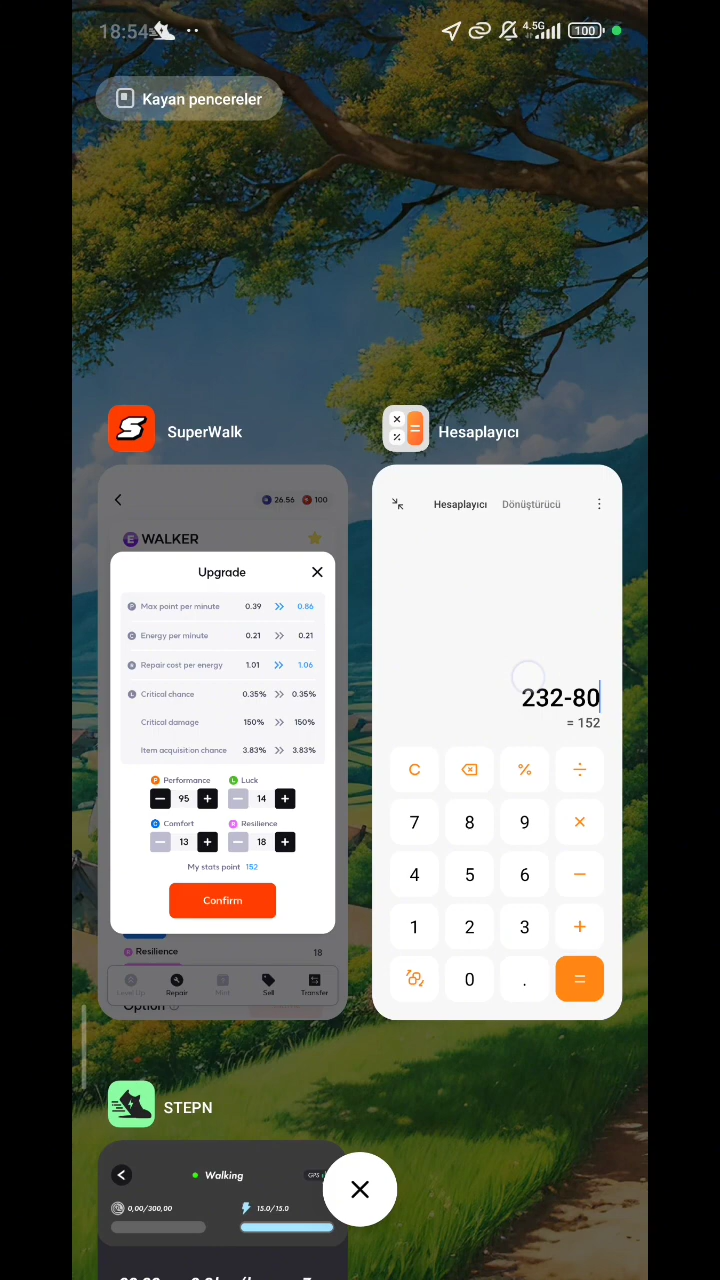 18:54
4.5G
100
Kayan pencereler
SuperWalk
26.56 100
E WALKER
Upgrade
Max point per minute 0.39 0.86
Energy per minute 0.21 0.21
Repair cost per energy 1.01 1.06
Critical chance 0.35% 0.35%
Critical damage 150% 150%
Item acquisition chance 3.83% 3.83%
Performance Luck
− 95 + − 14 +
Comfort Resilience
− 13 + − 18 +
My stats point 152
Confirm
Resilience 18
Level Up Repair Mint Sell Transfer
Option
Hesaplayıcı
Hesaplayıcı Dönüştürücü
232-80
= 152
C % ÷
7 8 9 ×
4 5 6 −
1 2 3 +
0 . =
STEPN
Walking
GPS
0,00/300,00 15.0/15.0